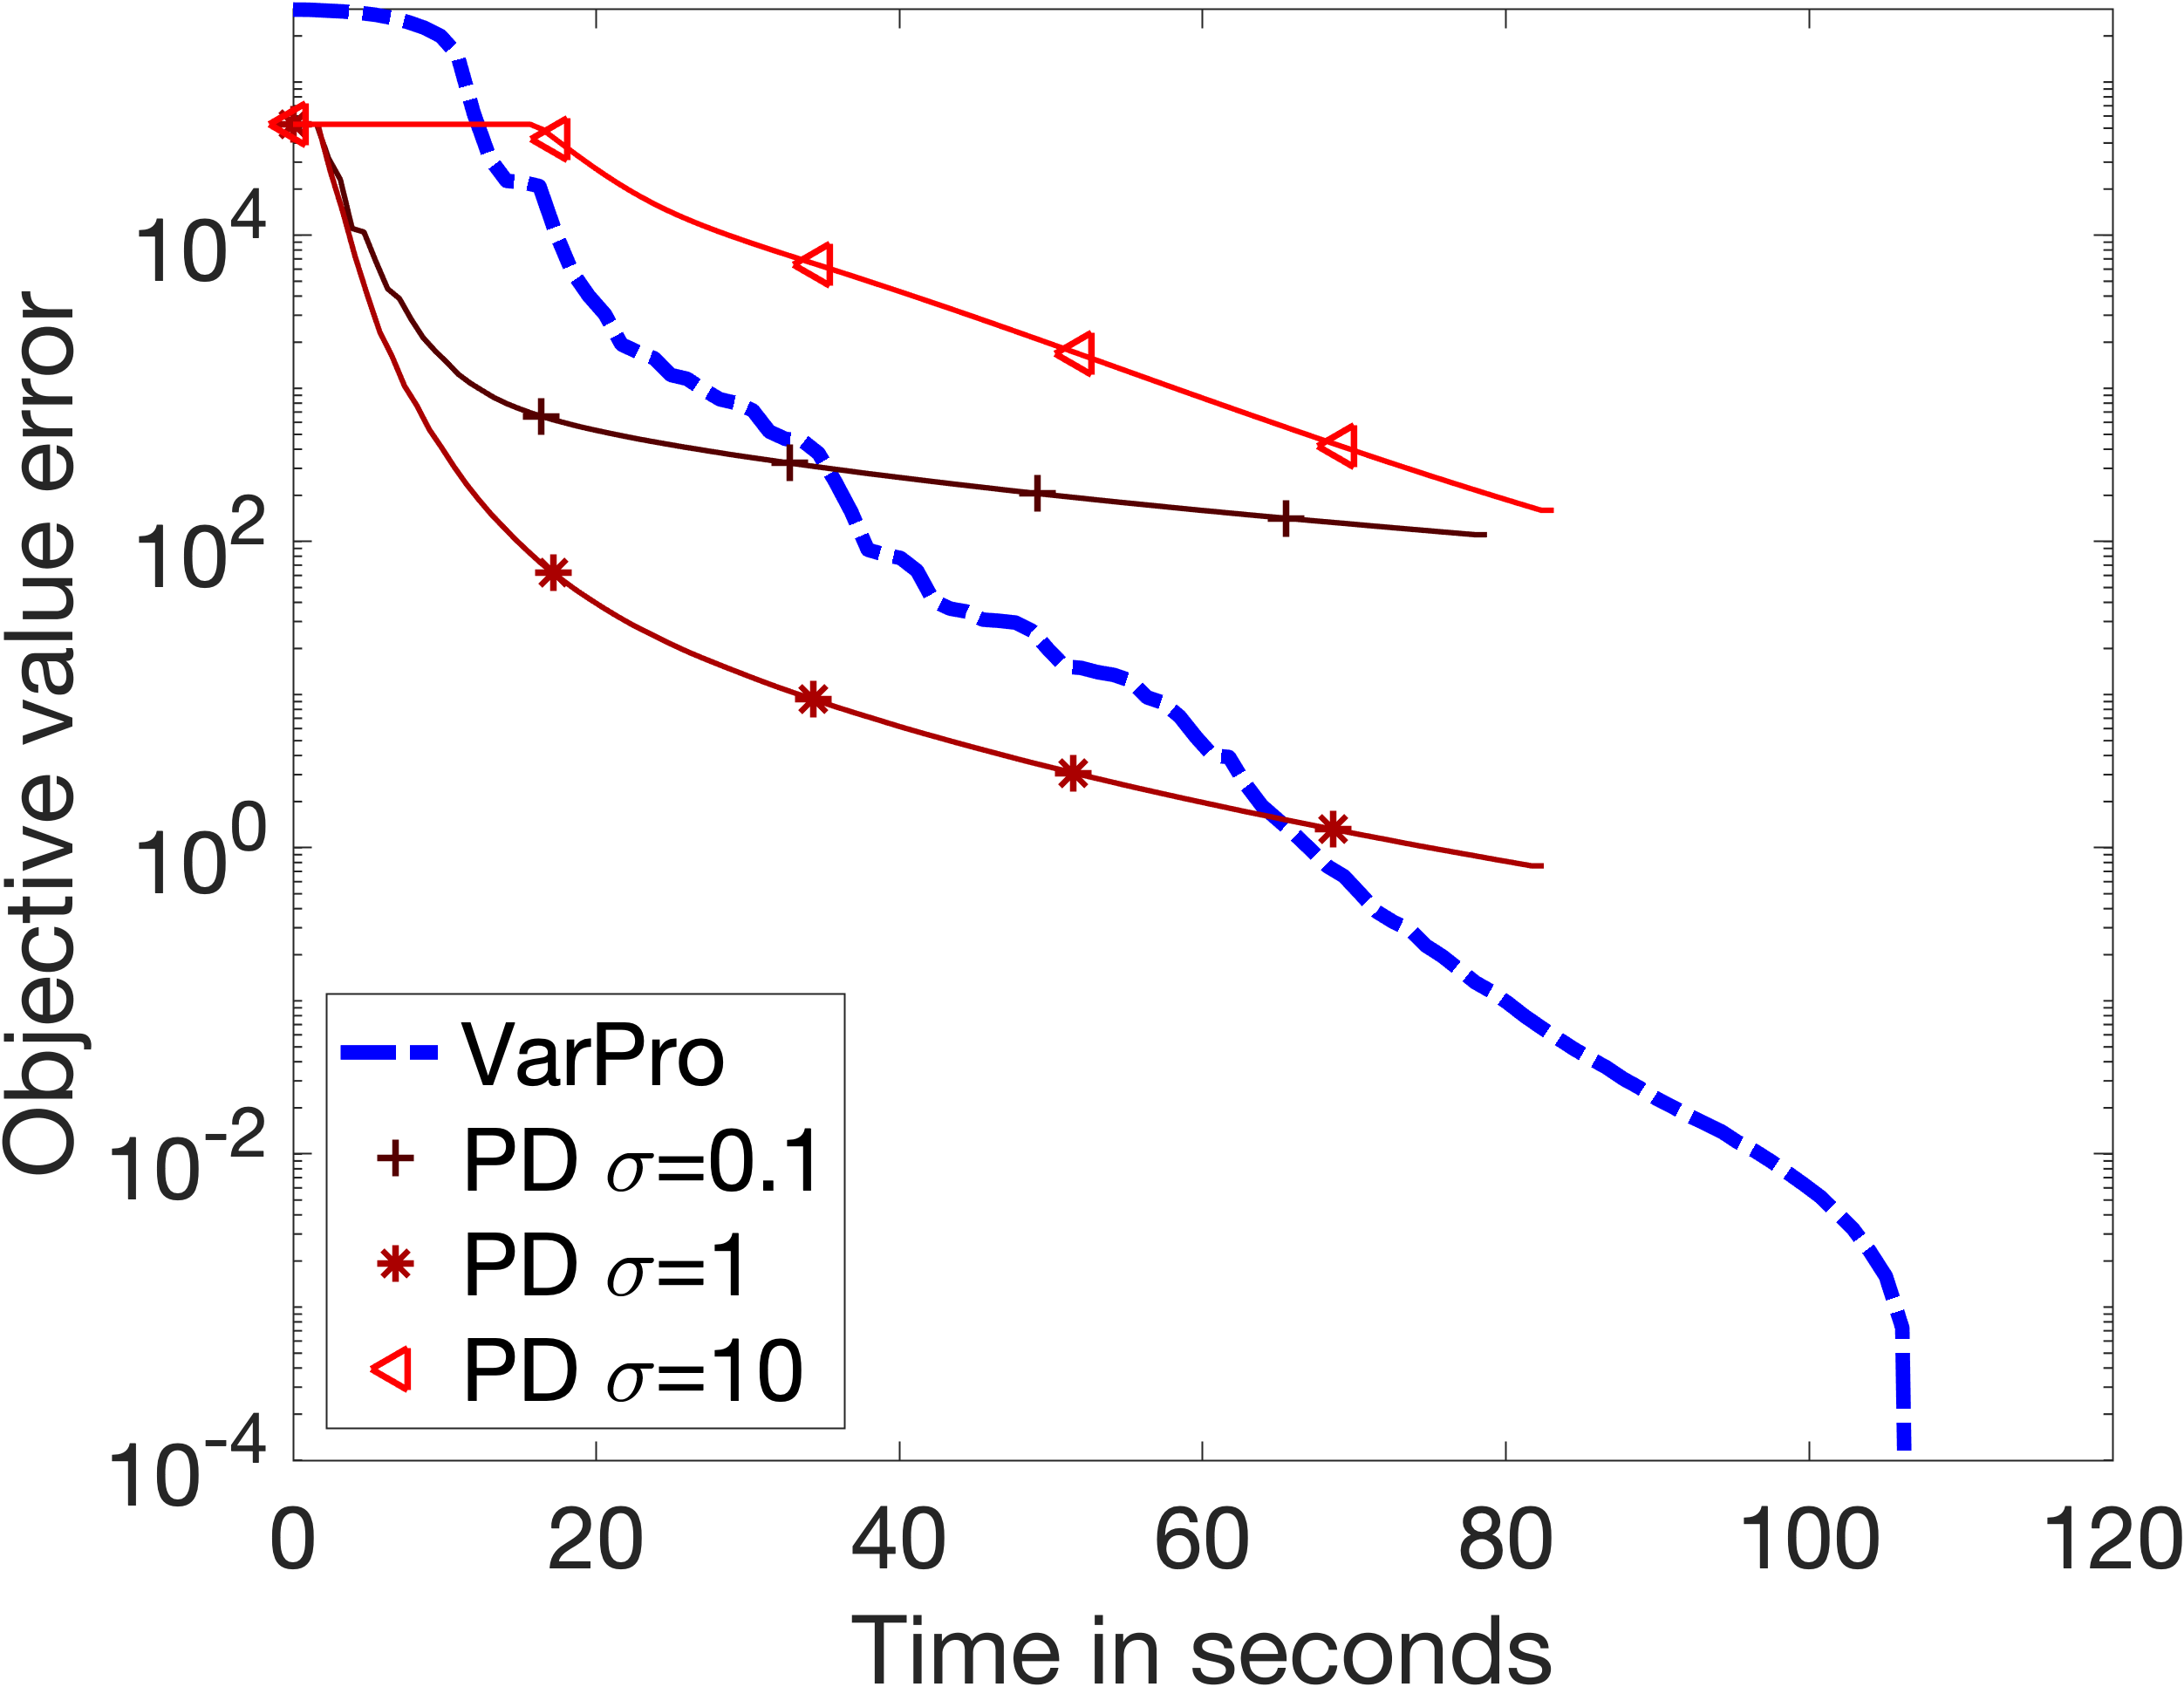 Objective value error
10^4
10^2
10^0
10^-2
10^-4
VarPro
PD σ=0.1
PD σ=1
PD σ=10
0 20 40 60 80 100 120
Time in seconds